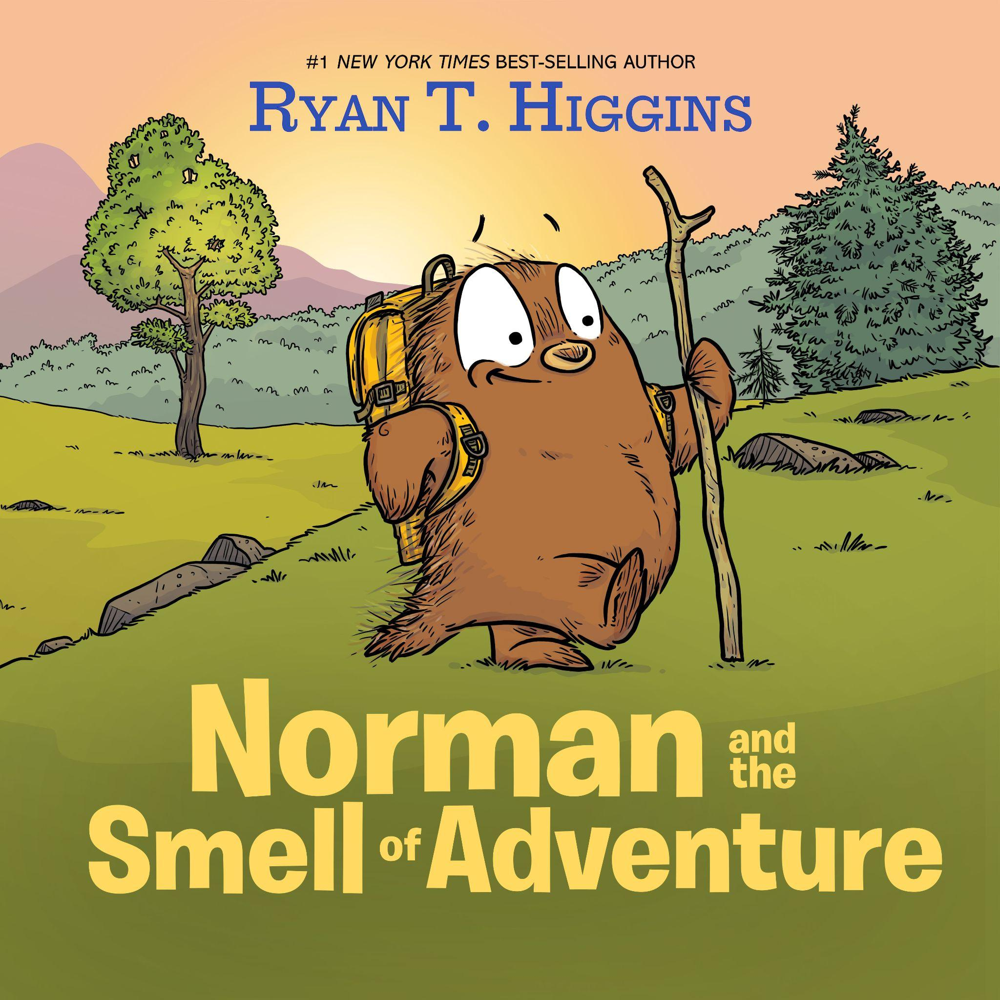 #1 NEW YORK TIMES BEST-SELLING AUTHOR
RYAN T. HIGGINS
Norman and the
Smell of Adventure